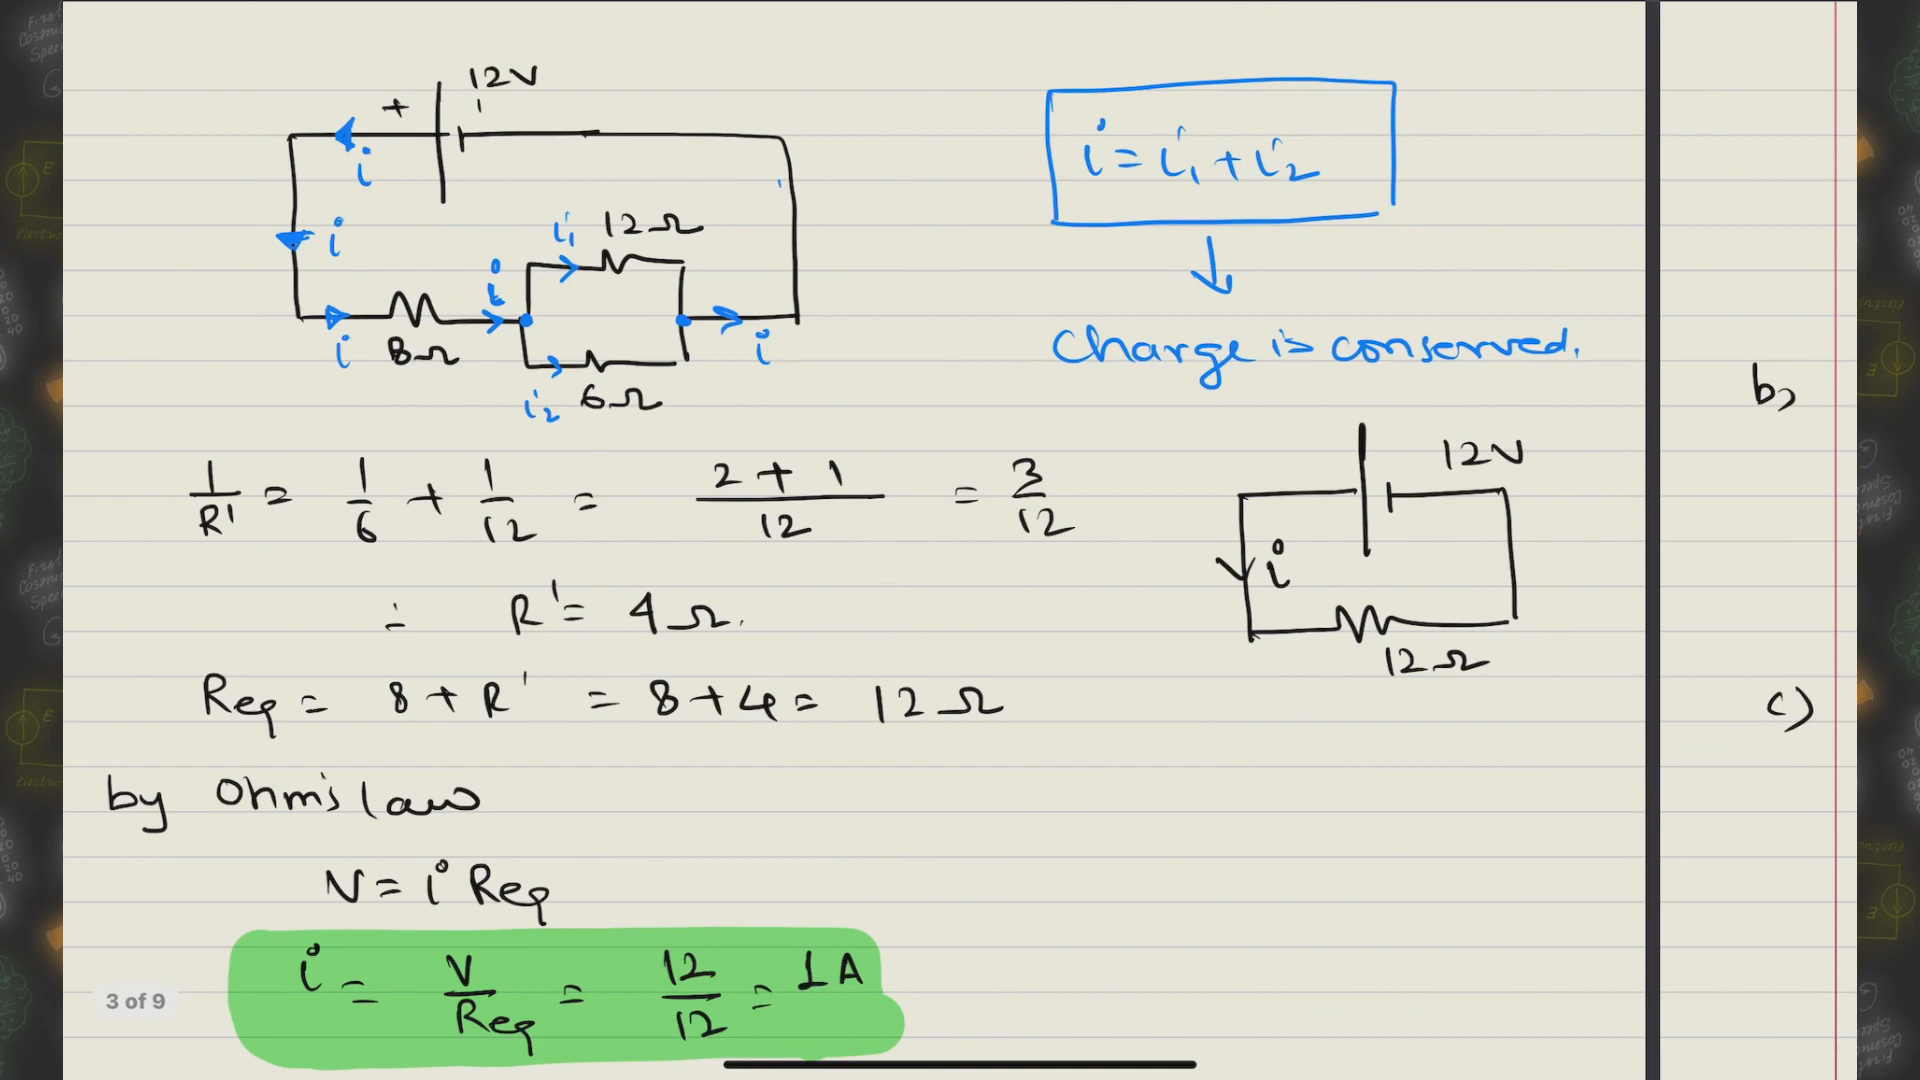 12V
+
i
i = i₁ + i₂
i
i₁ 12Ω
i
i 8Ω
i
i₂ 6Ω
Charge is conserved.
b)
1/R' = 1/6 + 1/12 = 2 + 1/12 = 3/12
12V
i
12Ω
∴ R' = 4Ω.
Req = 8 + R' = 8 + 4 = 12Ω
c)
by Ohm's law
V = i Req
i = V/Req = 12/12 = 1A
3 of 9